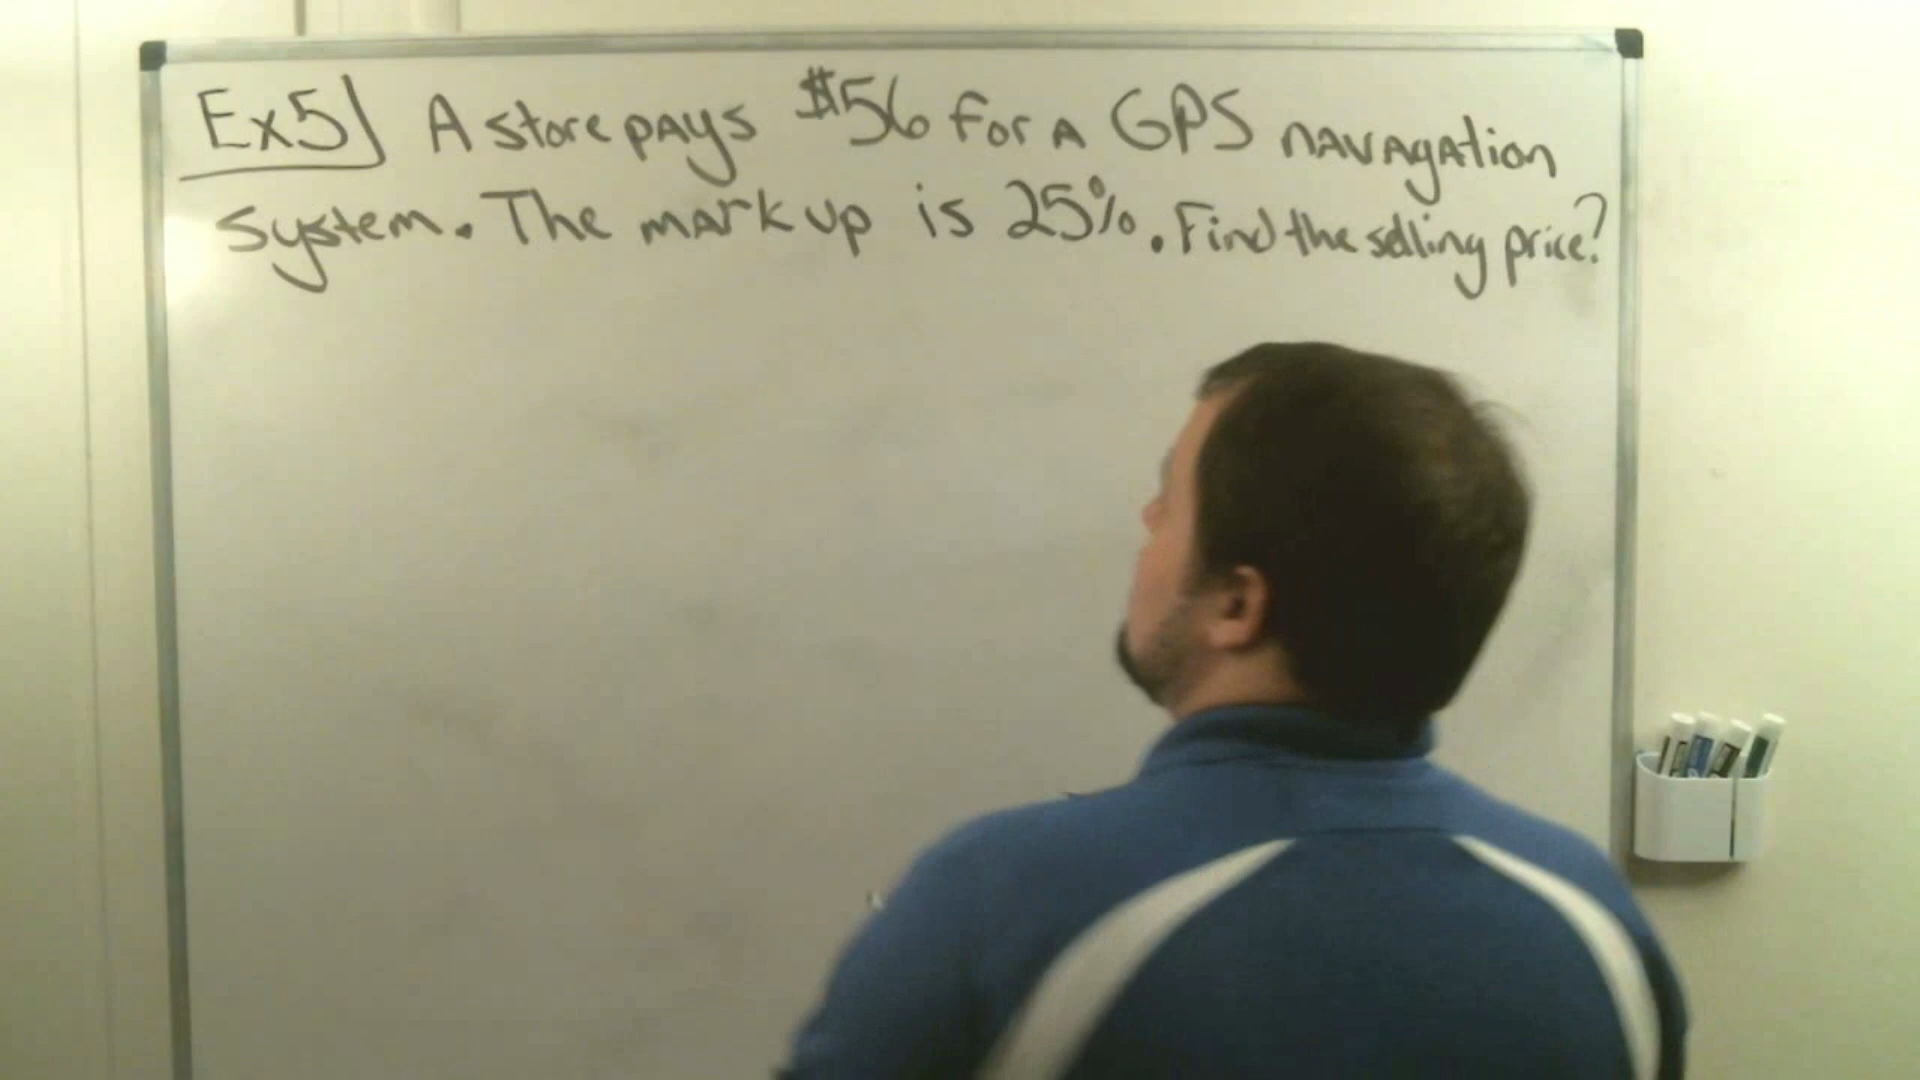 Ex5) A store pays $56 for a GPS navagation
system. The mark up is 25%. Find the selling price?